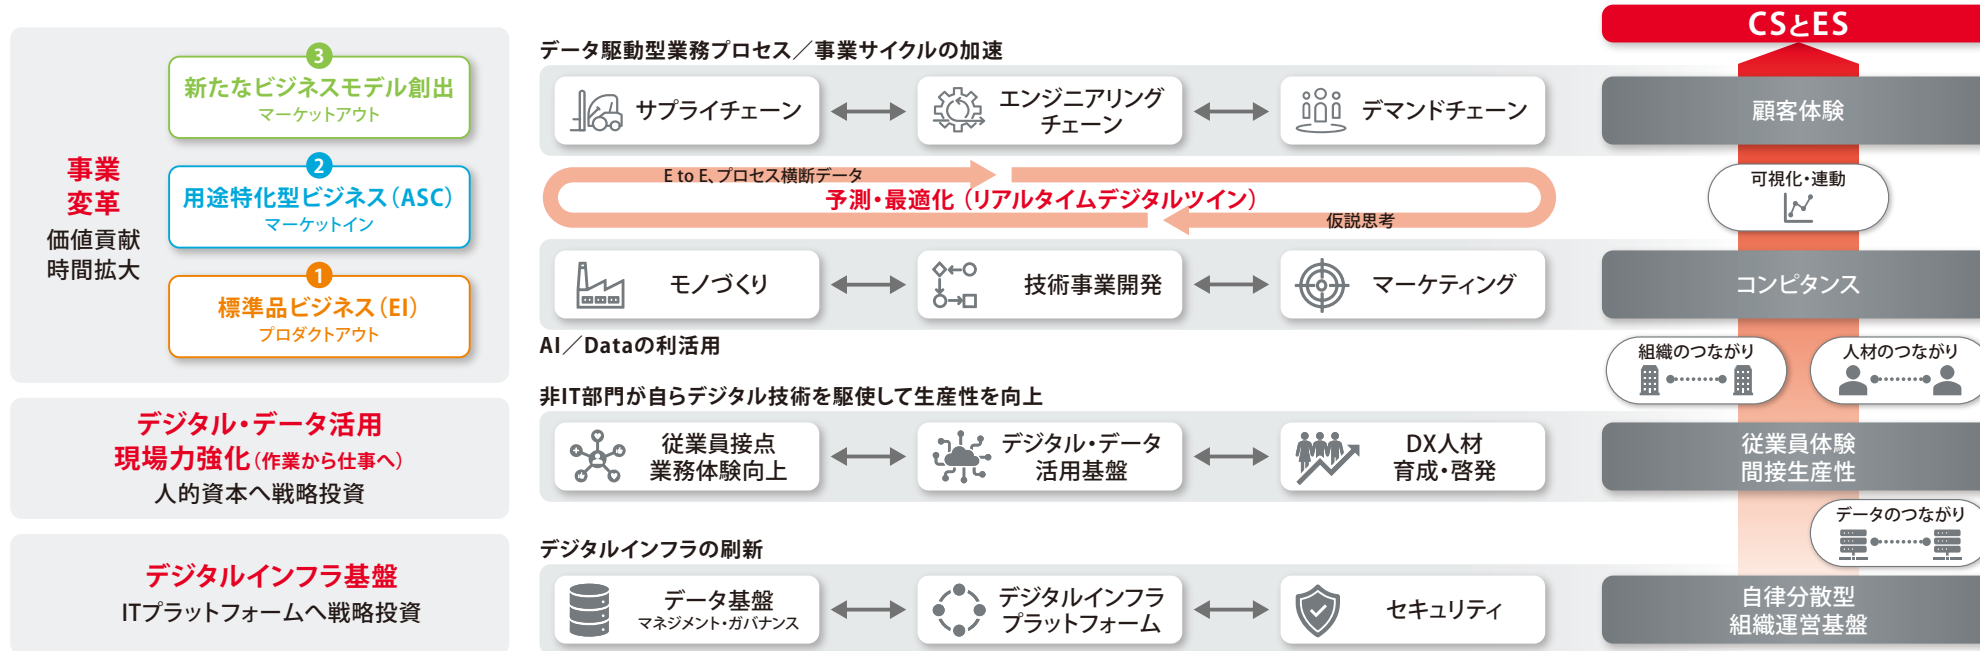 3
新たなビジネスモデル創出
マーケットアウト
2
用途特化型ビジネス（ASC）
マーケットイン
1
標準品ビジネス（EI）
プロダクトアウト
事業
変革
価値貢献
時間拡大
デジタル・データ活用
現場力強化（作業から仕事へ）
人的資本へ戦略投資
デジタルインフラ基盤
ITプラットフォームへ戦略投資
データ駆動型業務プロセス／事業サイクルの加速
サプライチェーン
エンジニアリング
チェーン
デマンドチェーン
E to E、プロセス横断データ
予測・最適化（リアルタイムデジタルツイン）
仮説思考
モノづくり
技術事業開発
マーケティング
AI／Dataの利活用
非IT部門が自らデジタル技術を駆使して生産性を向上
従業員接点
業務体験向上
デジタル・データ
活用基盤
DX人材
育成・啓発
デジタルインフラの刷新
データ基盤
マネジメント・ガバナンス
デジタルインフラ
プラットフォーム
セキュリティ
CSとES
顧客体験
可視化・連動
コンピタンス
組織のつながり
人材のつながり
従業員体験
間接生産性
データのつながり
自律分散型
組織運営基盤